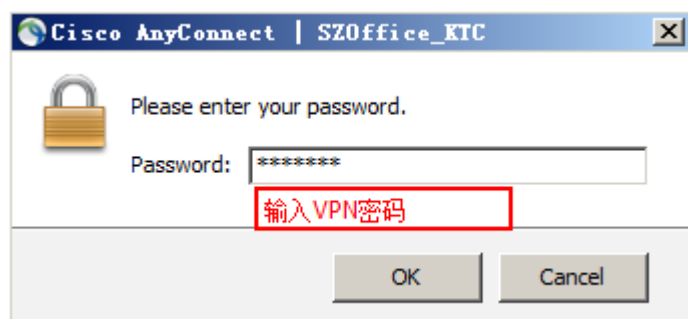 Cisco AnyConnect | SZOffice_KTC
Please enter your password.
Password: *******
输入VPN密码
OK Cancel